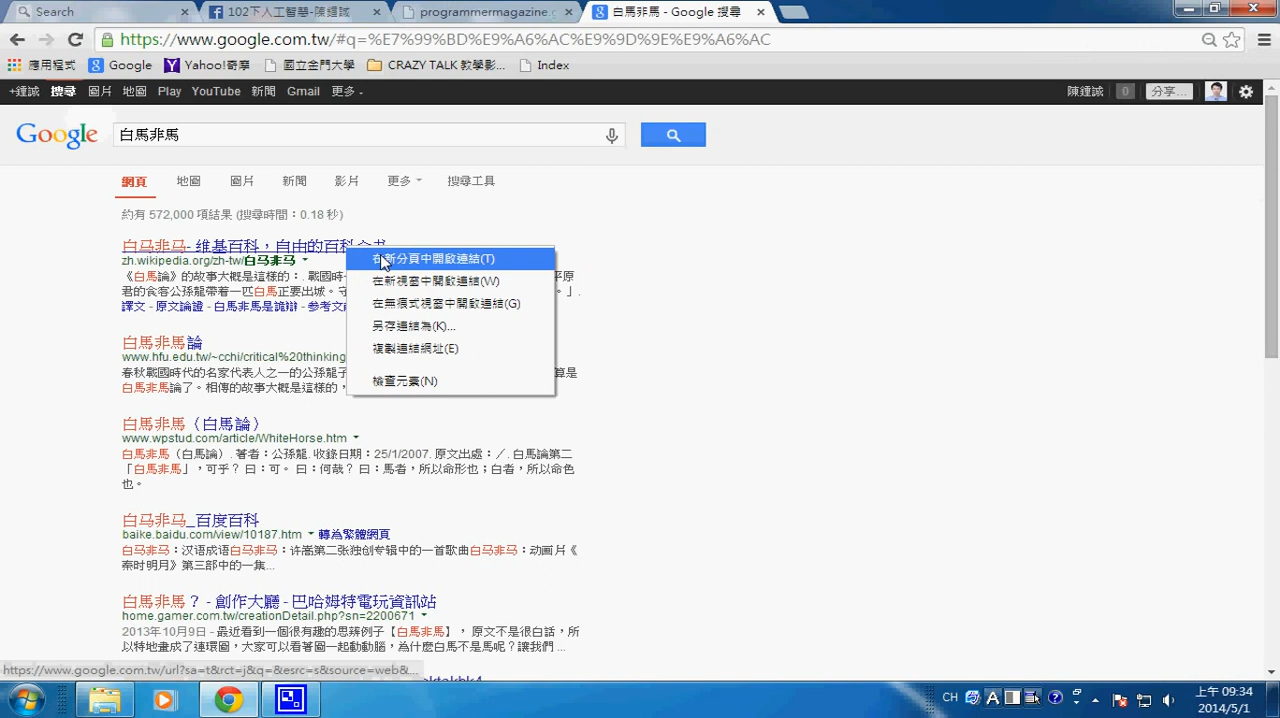 Search
102下人工智慧-陳鍾誠
programmermagazine.g
白馬非馬 - Google 搜尋
https://www.google.com.tw/#q=%E7%99%BD%E9%A6%AC%E9%9D%9E%E9%A6%AC
應用程式 Google Yahoo!奇摩 國立金門大學 CRAZY TALK 教學影... Index
+鍾誠 搜尋 圖片 地圖 Play YouTube 新聞 Gmail 更多 陳鍾誠 0 分享...
Google 白馬非馬
網頁 地圖 圖片 新聞 影片 更多 搜尋工具
約有 572,000 項結果 (搜尋時間：0.18 秒)
白马非马- 维基百科，自由的百科全书
zh.wikipedia.org/zh-tw/白马非马
《白馬論》的故事大概是這樣的：. 戰國時 平原
君的食客公孫龍帶着一匹白馬正要出城。守 。」.
譯文 - 原文論證 - 白馬非馬是詭辯 - 參考文
在新分頁中開啟連結(T)
在新視窗中開啟連結(W)
在無痕式視窗中開啟連結(G)
另存連結為(K)...
複製連結網址(E)
檢查元素(N)
白馬非馬論
www.hfu.edu.tw/~cchi/critical%20thinking
春秋戰國時代的名家代表人之一的公孫龍子 算是
白馬非馬論了。相傳的故事大概是這樣的，
白馬非馬（白馬論）
www.wpstud.com/article/WhiteHorse.htm
白馬非馬（白馬論）. 著者：公孫龍. 收錄日期：25/1/2007. 原文出處：／. 白馬論第二
「白馬非馬」，可乎？ 曰：可。 曰：何哉？ 曰：馬者，所以命形也；白者，所以命色
也。
白马非马_百度百科
baike.baidu.com/view/10187.htm 轉為繁體網頁
白马非马：汉语成语白马非马：许嵩第二张独创专辑中的一首歌曲白马非马：动画片《
秦时明月》第三部中的一集...
白馬非馬？ - 創作大廳 - 巴哈姆特電玩資訊站
home.gamer.com.tw/creationDetail.php?sn=2200671
2013年10月9日 - 最近看到一個很有趣的思辨例子【白馬非馬】， 原文不是很白話，所
以特地畫成了連環圖，大家可以看著圖一起動動腦，為什麼白馬不是馬呢？讓我們 ...
https://www.google.com.tw/url?sa=t&rct=j&q=&esrc=s&source=web&...
CH
上午 09:34
2014/5/1